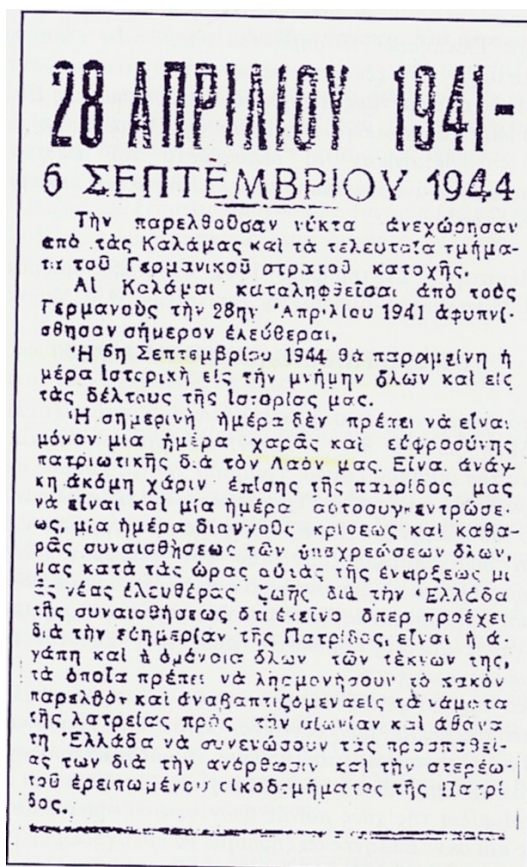 28 ΑΠΡΙΛΙΟΥ 1941-
6 ΣΕΠΤΕΜΒΡΙΟΥ 1944
Τὴν παρελθοῦσαν νύκτα ἀνεχώρησαν
ἀπὸ τὰς Καλάμας καὶ τὰ τελευταῖα τμήμα-
τα τοῦ Γερμανικοῦ στρατοῦ κατοχῆς.
Αἱ Καλάμαι καταληφθεῖσαι ἀπὸ τοὺς
Γερμανοὺς τὴν 28ην Ἀπριλίου 1941 ἀφυπνί-
σθησαν σήμερον ἐλεύθεραι.
Ἡ 6η Σεπτεμβρίου 1944 θὰ παραμείνη ἡ
μέρα ἱστορικὴ εἰς τὴν μνήμην ὅλων καὶ εἰς
τὰς δέλτους τῆς ἱστορίας μας.
Ἡ σημερινὴ ἡμέρα δὲν πρέπει νὰ εἶναι
μόνον μία ἡμέρα χαρᾶς καὶ εὐφροσύνης
πατριωτικῆς διὰ τὸν Λαὸν μας. Εἶνα. ἀνάγ-
κη ἀκόμη χάριν ἐπίσης τῆς πατρίδος μας
νὰ εἶναι καὶ μία ἡμέρα αὐτοσυγκεντρώσε-
ως, μία ἡμέρα διαυγοῦς κρίσεως καὶ καθα-
ρᾶς συναισθήσεως τῶν ὑποχρεώσεων ὅλων,
μας κατὰ τὰς ὥρας αὐτὰς τῆς ἐνάρξεως μι
ᾶς νέας ἐλευθέρας ζωῆς διὰ τὴν Ἑλλάδα
τῆς συναισθήσεως ὅτι ἐκεῖνο ὅπερ προέχει
διὰ τὴν εὐημερίαν τῆς Πατρίδος, εἶναι ἡ ἀ-
γάπη καὶ ἡ ὁμόνοια ὅλων τῶν τέκνων της,
τὰ ὁποῖα πρέπει νὰ λησμονήσουν τὸ κακὸν
παρελθὸν καὶ ἀναβαπτιζόμενα εἰς τὰ νάματα
τῆς λατρείας πρὸς τὴν αἰωνίαν καὶ ἀθάνα
τη Ἑλλάδα νὰ συνενώσουν τὰς προσπαθεί-
ας των διὰ τὴν ἀνόρθωσιν καὶ τὴν στερέω-
τοῦ ἐρειπωμένου οἰκοδομήματος τῆς Πατρί
δος.